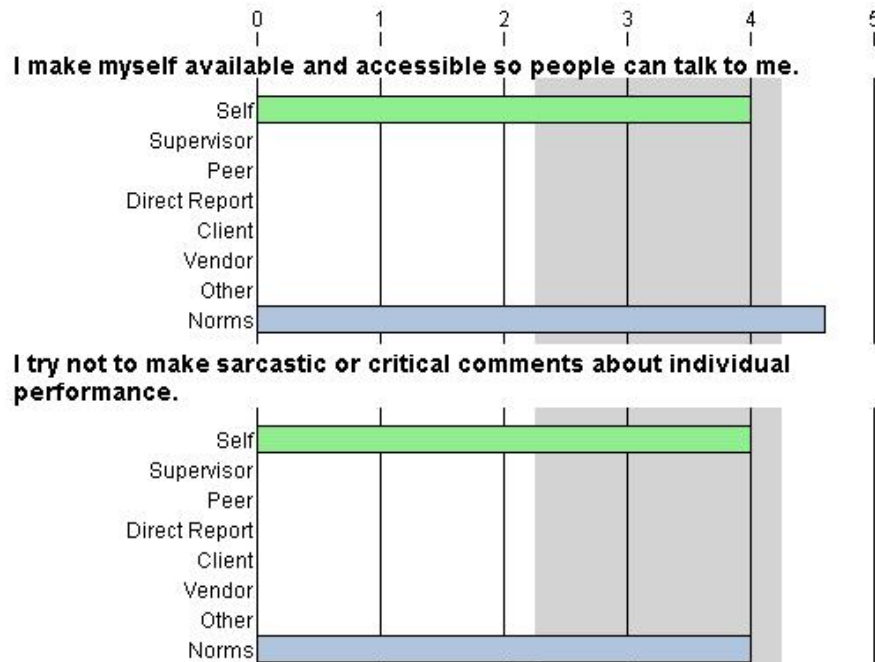 0 1 2 3 4 5
I make myself available and accessible so people can talk to me.
Self
Supervisor
Peer
Direct Report
Client
Vendor
Other
Norms
I try not to make sarcastic or critical comments about individual
performance.
Self
Supervisor
Peer
Direct Report
Client
Vendor
Other
Norms